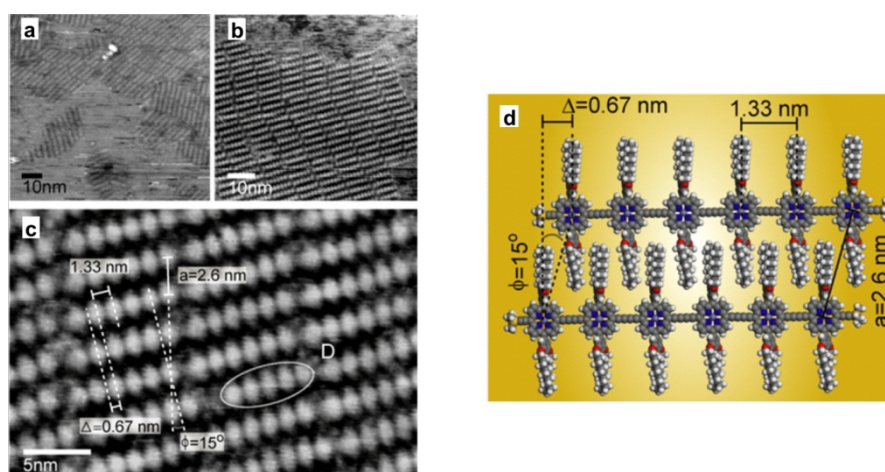 a
10nm
b
10nm
c
1.33 nm
a=2.6 nm
D
Δ=0.67 nm
ϕ=15°
5nm
d
Δ=0.67 nm
1.33 nm
ϕ=15°
a=2.6 nm